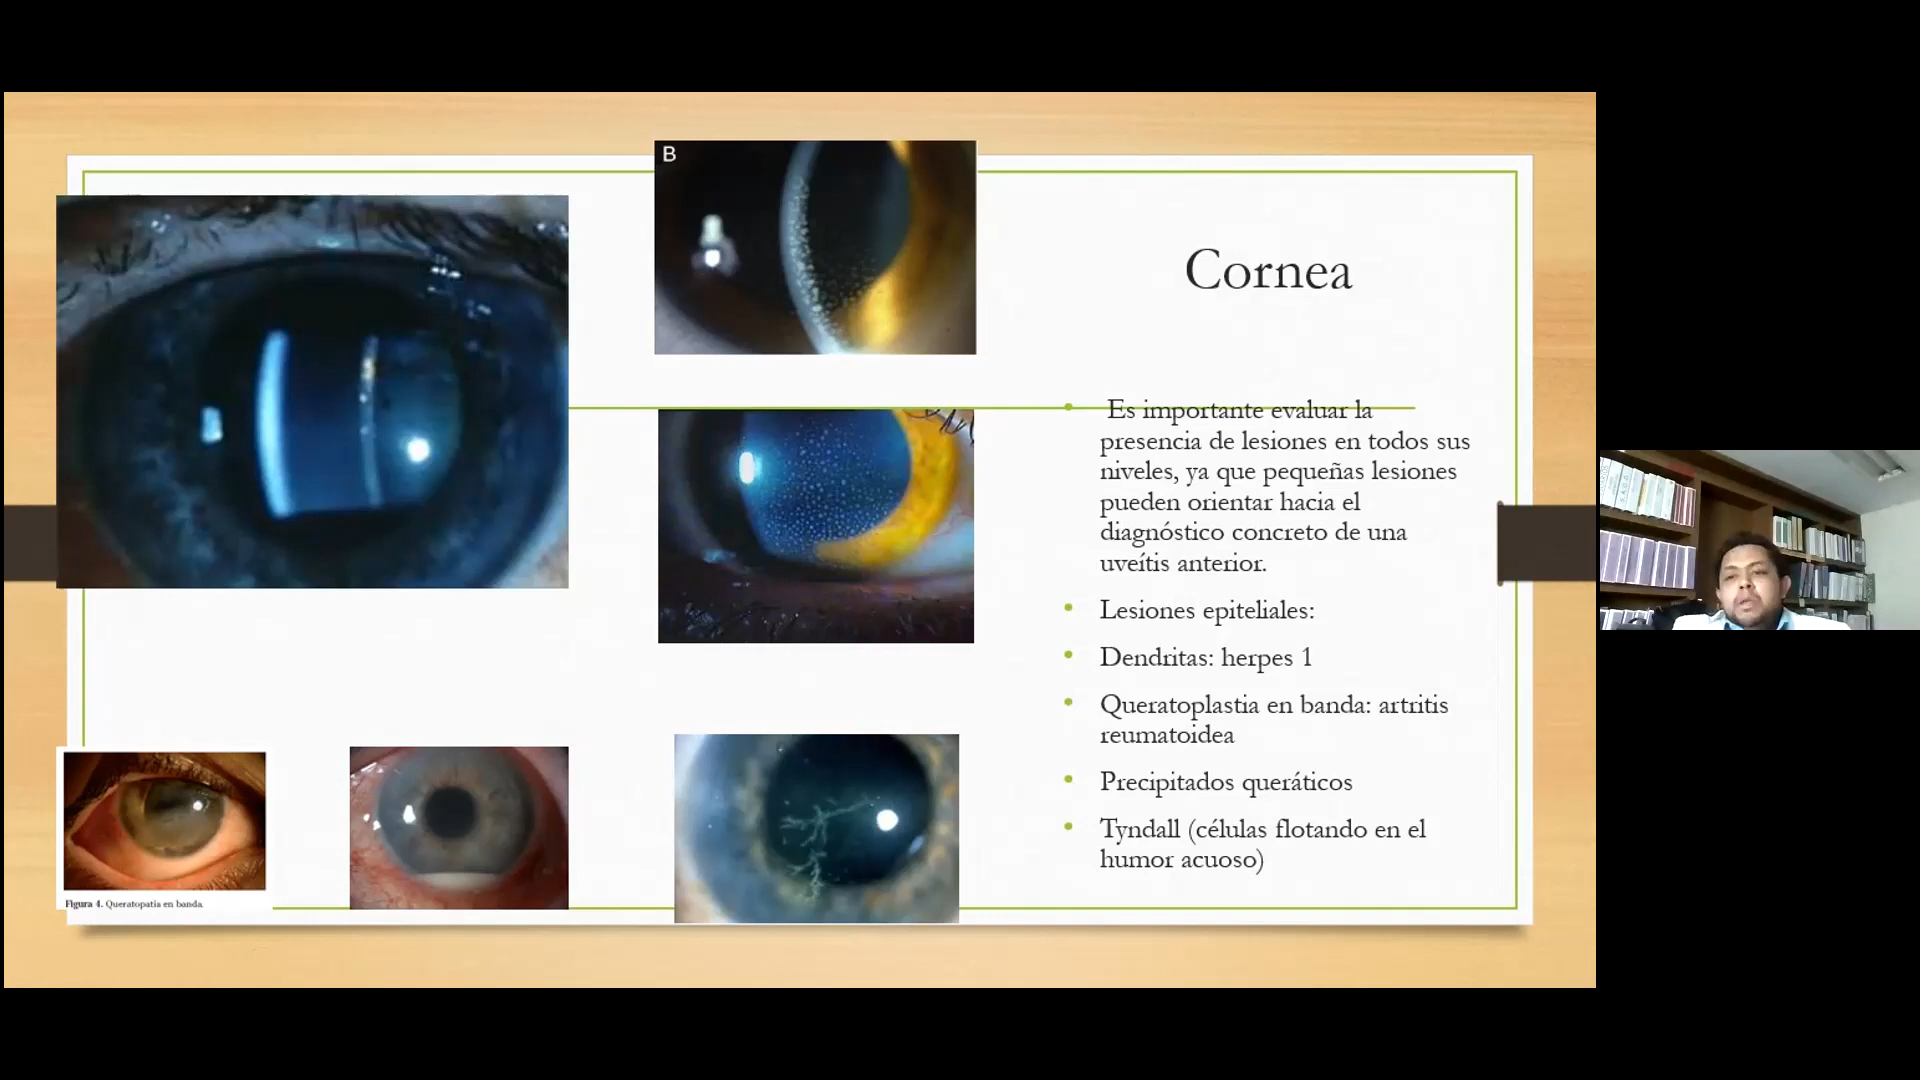 B
Cornea
Es importante evaluar la
presencia de lesiones en todos sus
niveles, ya que pequeñas lesiones
pueden orientar hacia el
diagnóstico concreto de una
uveítis anterior.
Lesiones epiteliales:
Dendritas: herpes 1
Queratoplastia en banda: artritis
reumatoidea
Precipitados queráticos
Tyndall (células flotando en el
humor acuoso)
Figura 4. Queratopatía en banda.